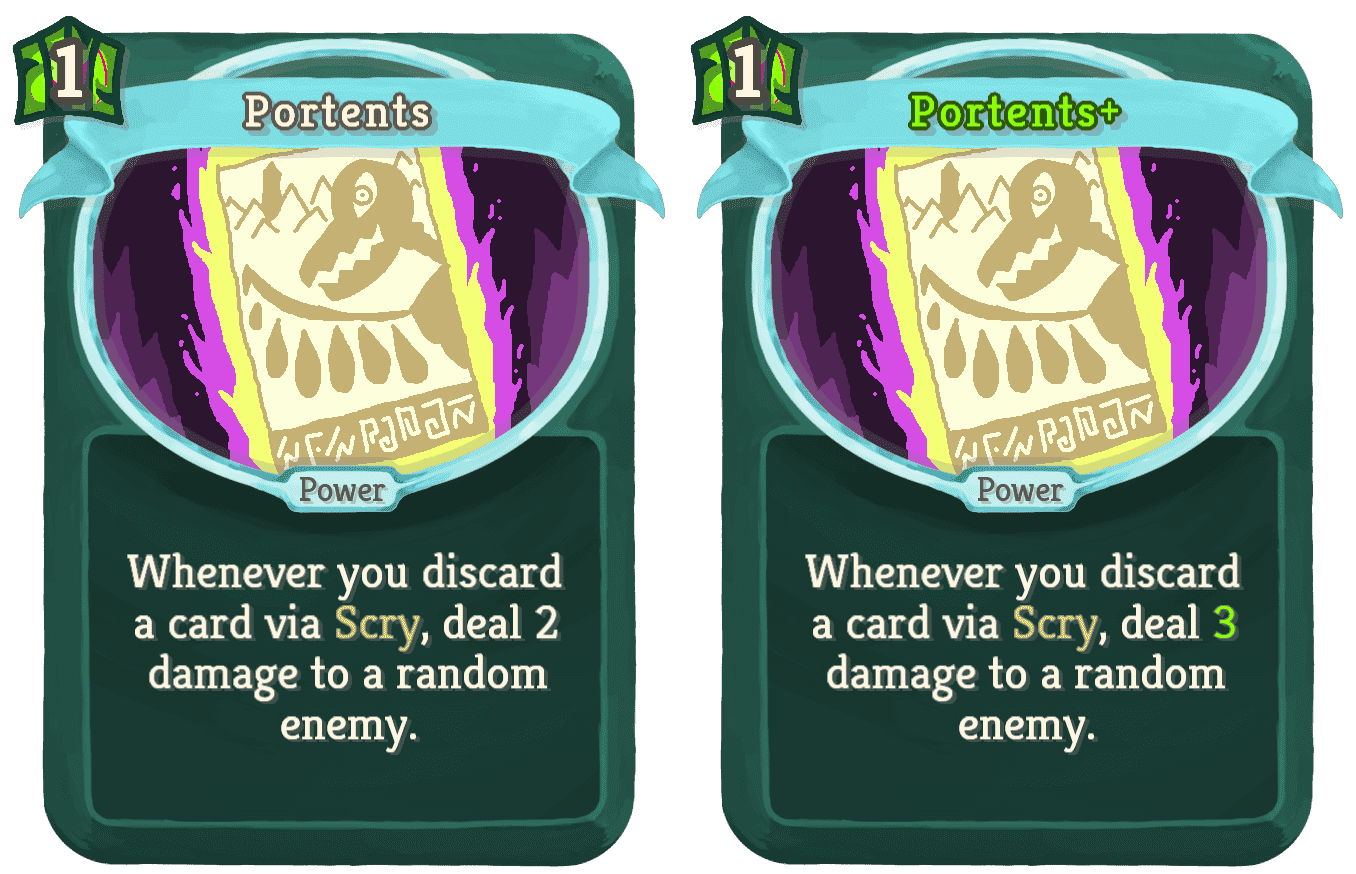 1
Portents
Power
Whenever you discard
a card via Scry, deal 2
damage to a random
enemy.
1
Portents+
Power
Whenever you discard
a card via Scry, deal 3
damage to a random
enemy.